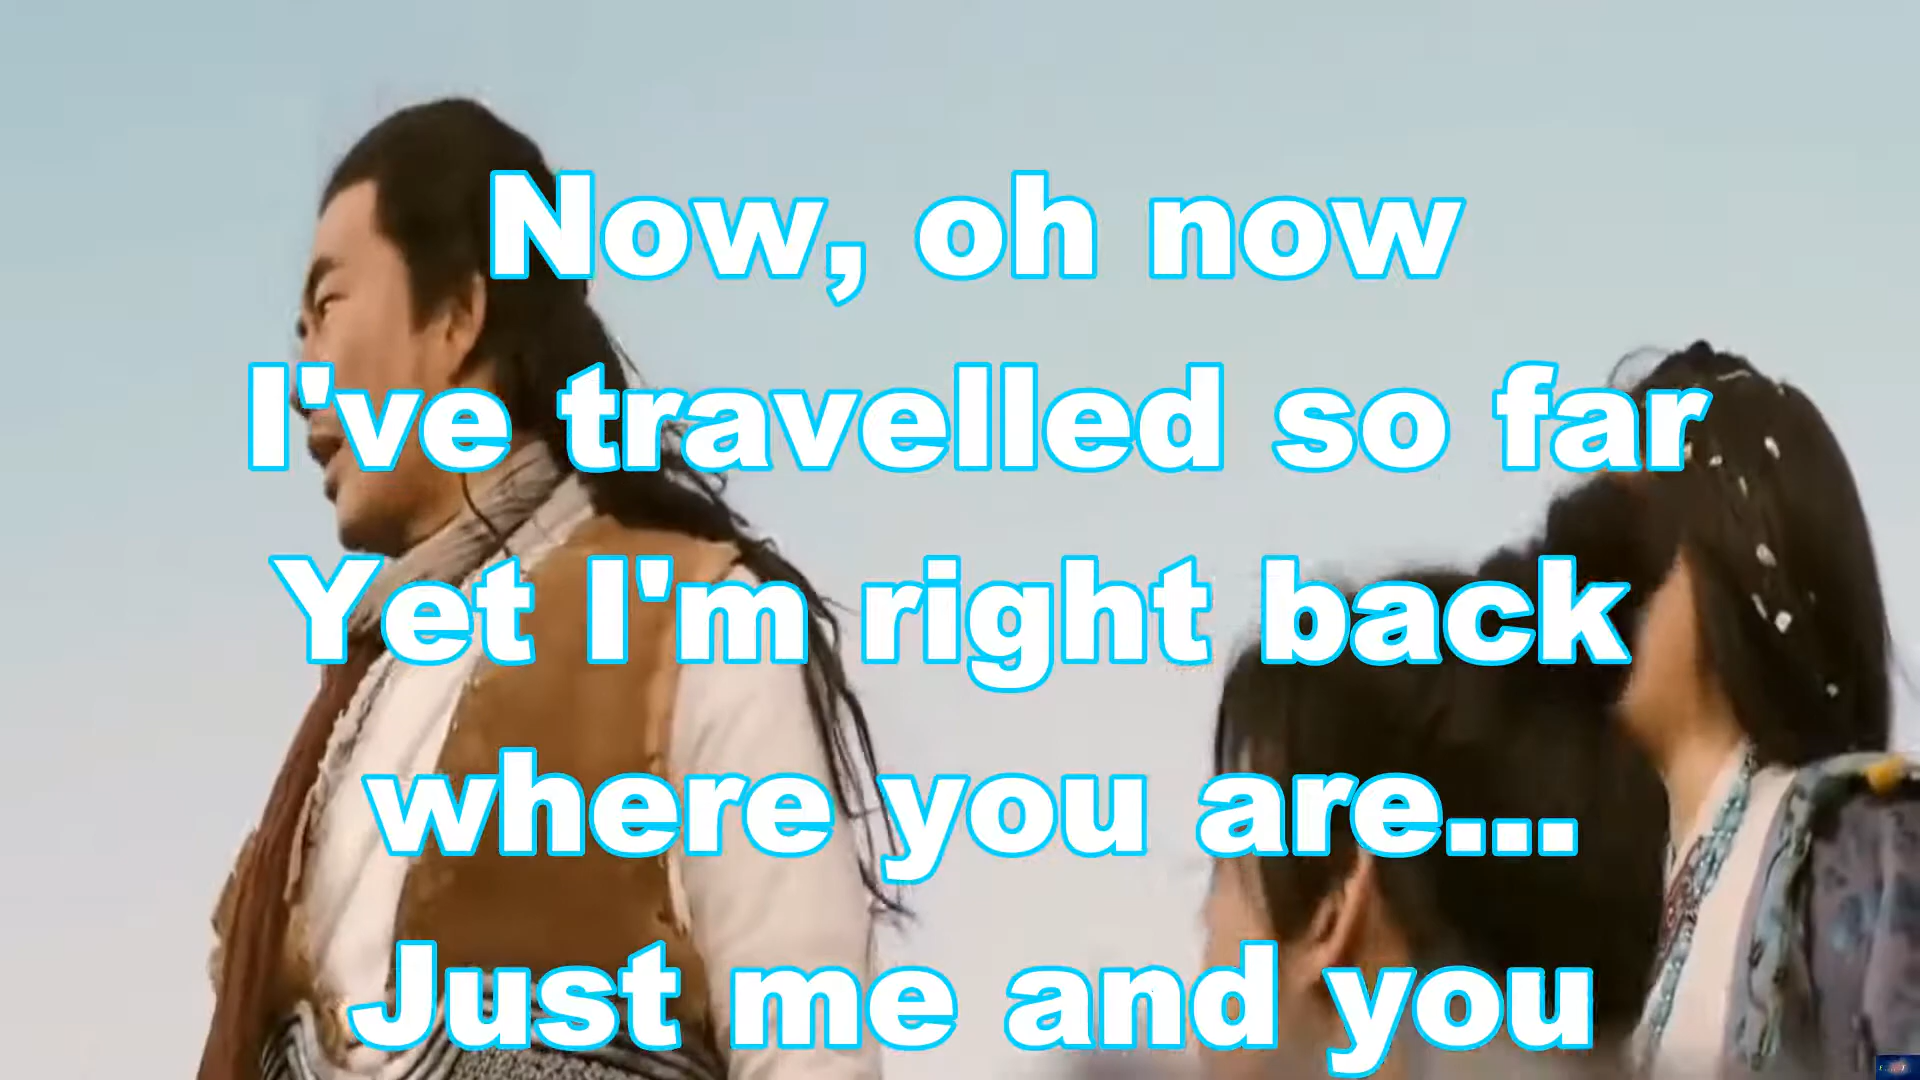 Now, oh now
I've travelled so far
Yet I'm right back
where you are...
Just me and you